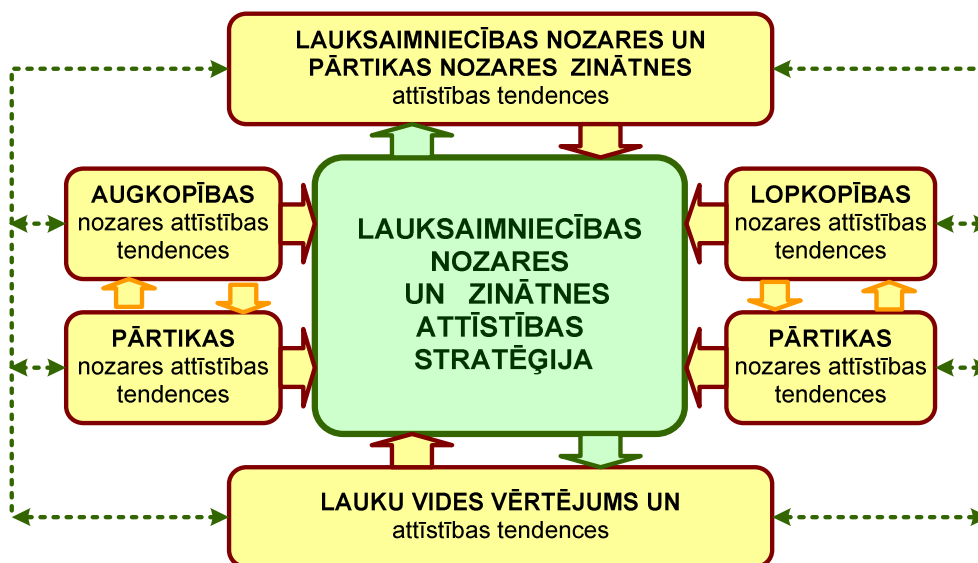 LAUKSAIMNIECĪBAS NOZARES UN
PĀRTIKAS NOZARES ZINĀTNES
attīstības tendences
AUGKOPĪBAS
nozares attīstības
tendences
LAUKSAIMNIECĪBAS
NOZARES
UN ZINĀTNES
ATTĪSTĪBAS
STRATĒĢIJA
LOPKOPĪBAS
nozares attīstības
tendences
PĀRTIKAS
nozares attīstības
tendences
PĀRTIKAS
nozares attīstības
tendences
LAUKU VIDES VĒRTĒJUMS UN
attīstības tendences